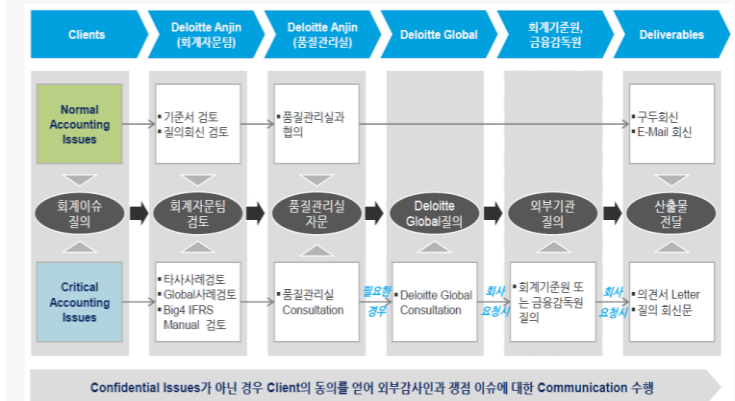 Clients
Deloitte Anjin
(회계자문팀)
Deloitte Anjin
(품질관리실)
Deloitte Global
회계기준원,
금융감독원
Deliverables
Normal
Accounting
Issues
▪기준서 검토
▪질의회신 검토
▪품질관리실과
협의
▪구두회신
▪E-Mail 회신
회계이슈
질의
회계자문팀
검토
품질관리실
자문
Deloitte
Global질의
외부기관
질의
산출물
전달
Critical
Accounting
Issues
▪타사사례검토
▪Global사례검토
▪Big4 IFRS
Manual 검토
▪품질관리실
Consultation
필요한
경우
▪Deloitte Global
Consultation
회사
요청시
▪회계기준원 또
는 금융감독원
질의
회사
요청시
▪의견서 Letter
▪질의 회신문
Confidential Issues가 아닌 경우 Client의 동의를 얻어 외부감사인과 쟁점 이슈에 대한 Communication 수행